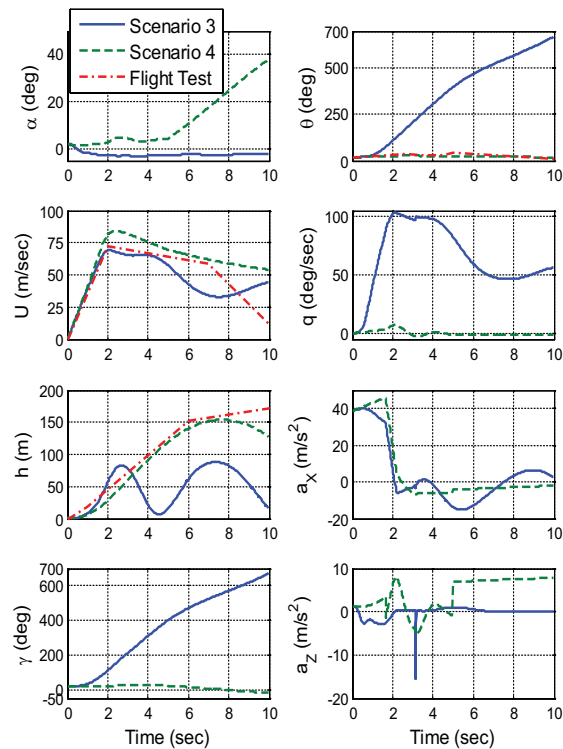 Scenario 3
Scenario 4
Flight Test
α (deg)
40
20
0
0 2 4 6 8 10
θ (deg)
700
500
250
0
0 2 4 6 8 10
U (m/sec)
100
75
50
25
0
0 2 4 6 8 10
q (deg/sec)
100
50
0
0 2 4 6 8 10
h (m)
200
150
100
50
0
0 2 4 6 8 10
aX (m/s²)
40
20
0
-20
0 2 4 6 8 10
γ (deg)
700
600
400
200
0
-50
0 2 4 6 8 10
Time (sec)
aZ (m/s²)
10
0
-10
-20
0 2 4 6 8 10
Time (sec)